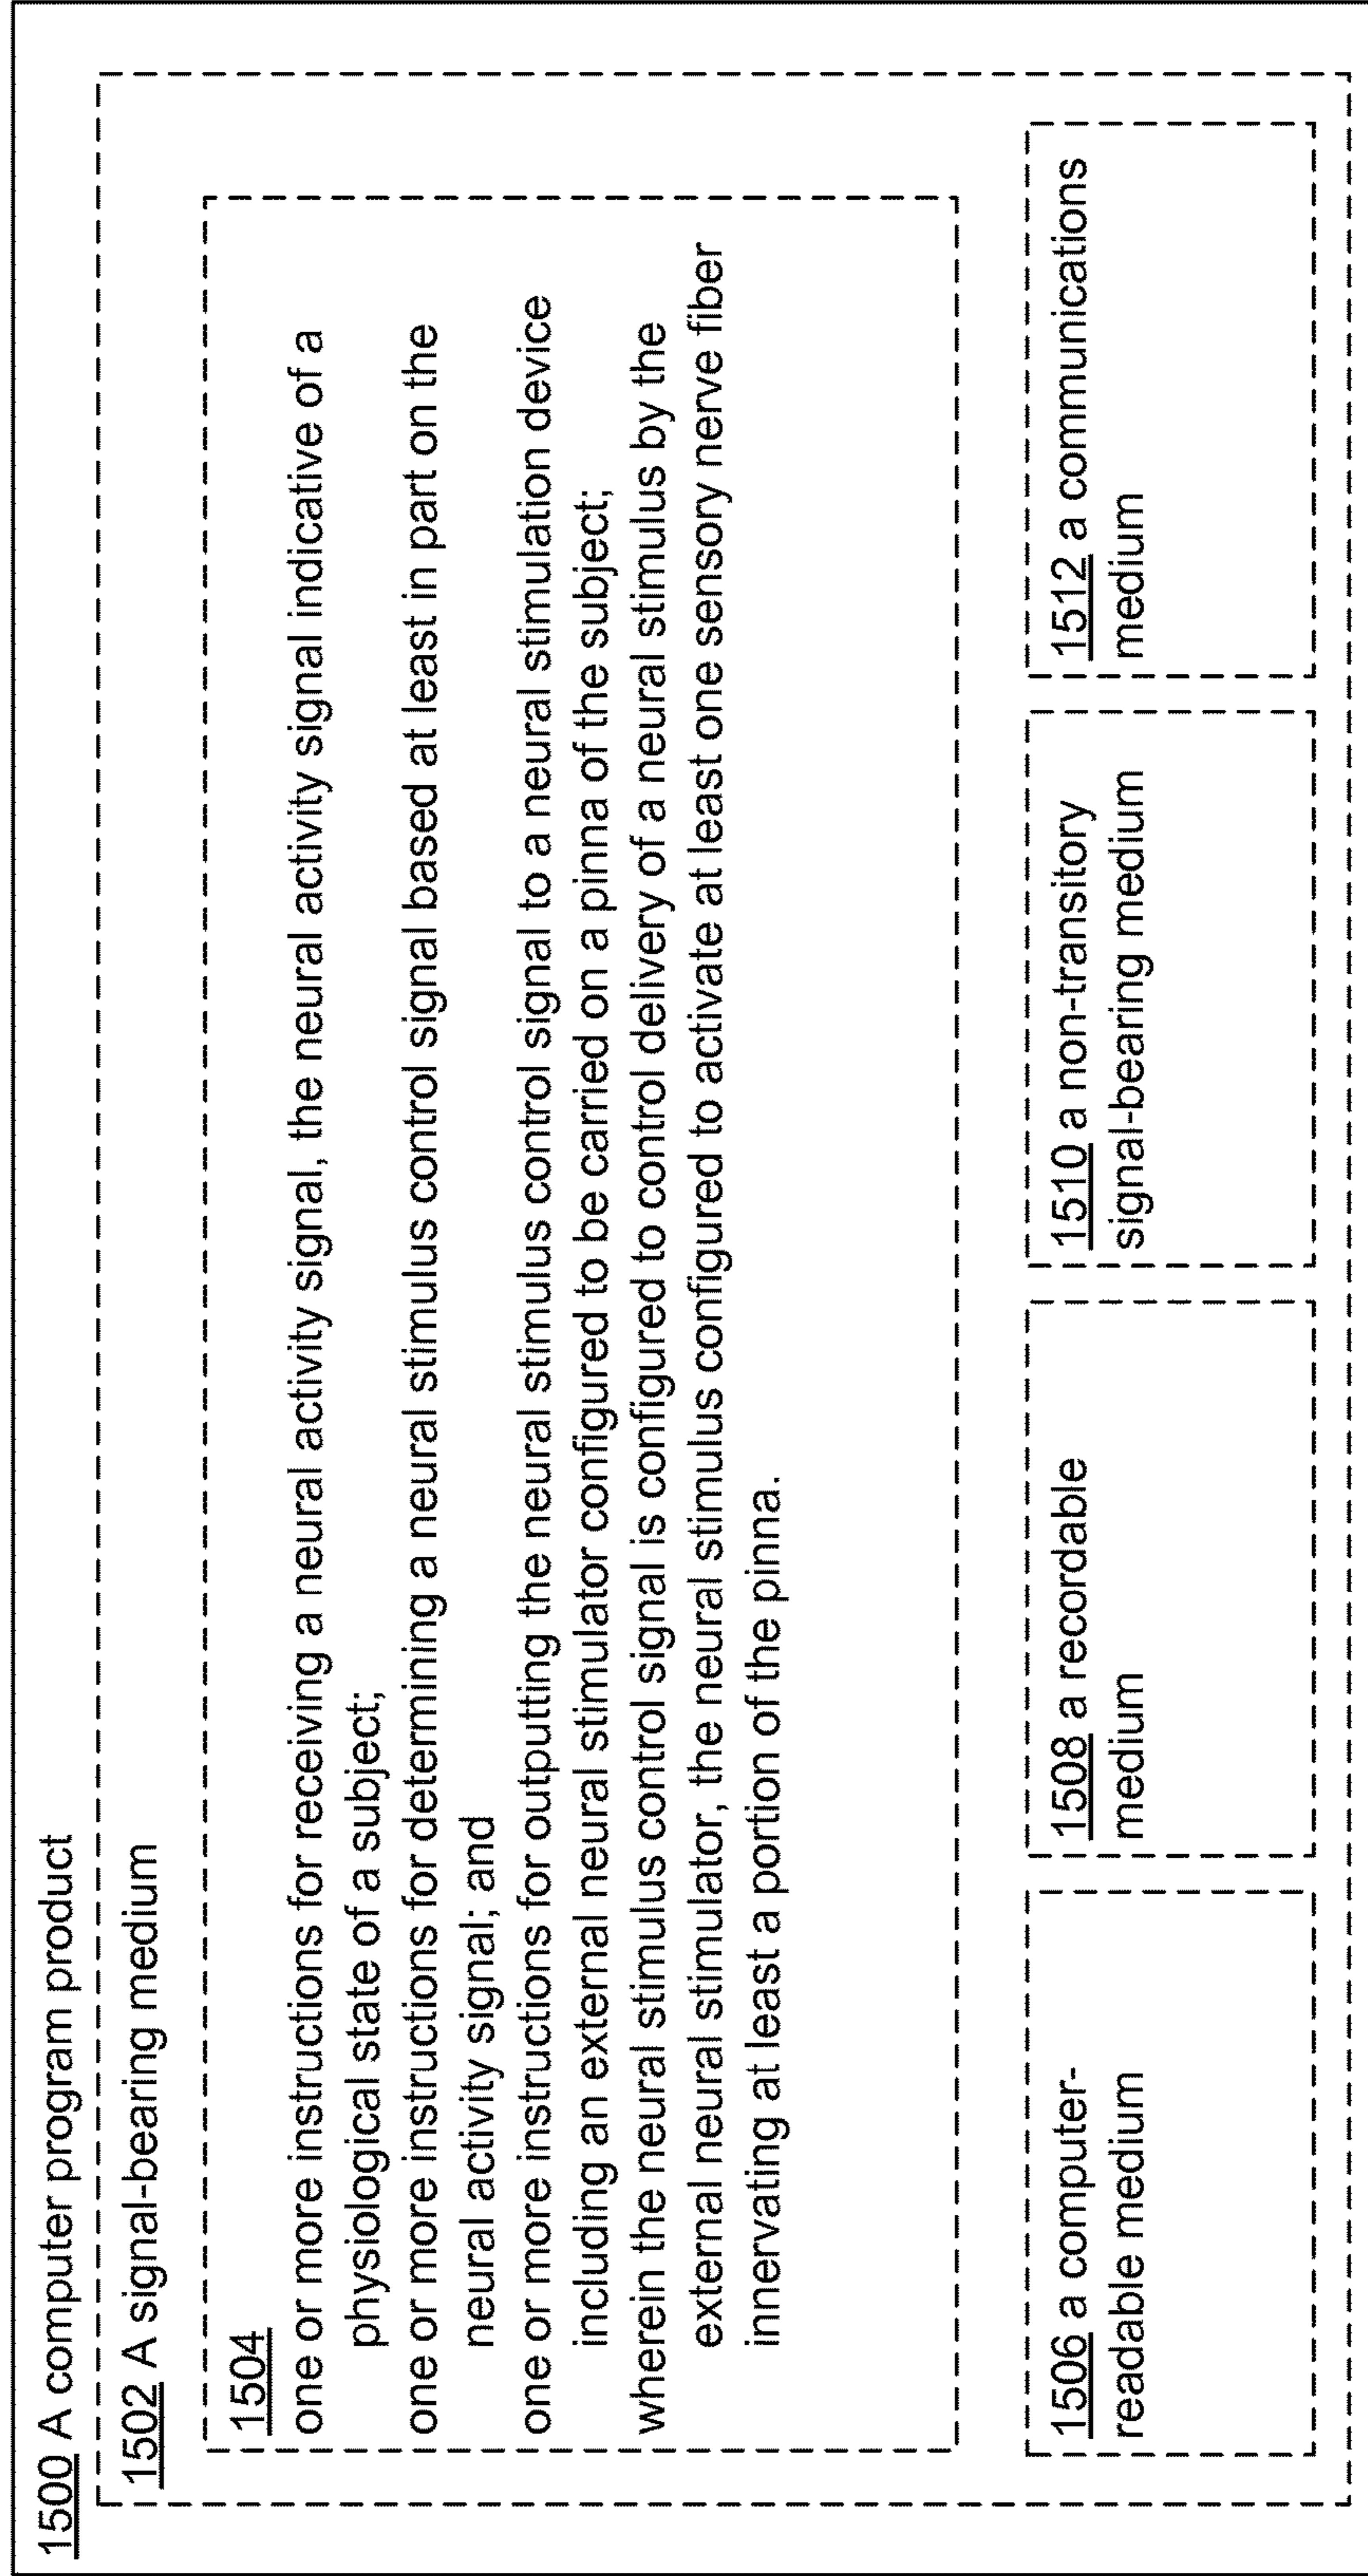 1500 A computer program product
1502 A signal-bearing medium
1504
one or more instructions for receiving a neural activity signal, the neural activity signal indicative of a
physiological state of a subject;
one or more instructions for determining a neural stimulus control signal based at least in part on the
neural activity signal; and
one or more instructions for outputting the neural stimulus control signal to a neural stimulation device
including an external neural stimulator configured to be carried on a pinna of the subject;
wherein the neural stimulus control signal is configured to control delivery of a neural stimulus by the
external neural stimulator, the neural stimulus configured to activate at least one sensory nerve fiber
innervating at least a portion of the pinna.
1506 a computer-
readable medium
1508 a recordable
medium
1510 a non-transitory
signal-bearing medium
1512 a communications
medium